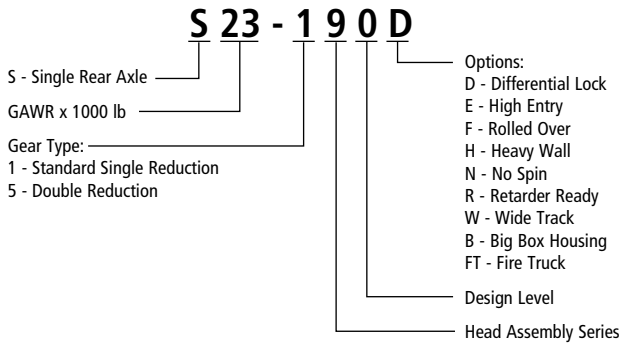 S 23 - 1 9 0 D
S - Single Rear Axle
GAWR x 1000 lb
Gear Type:
1 - Standard Single Reduction
5 - Double Reduction
Options:
D - Differential Lock
E - High Entry
F - Rolled Over
H - Heavy Wall
N - No Spin
R - Retarder Ready
W - Wide Track
B - Big Box Housing
FT - Fire Truck
Design Level
Head Assembly Series